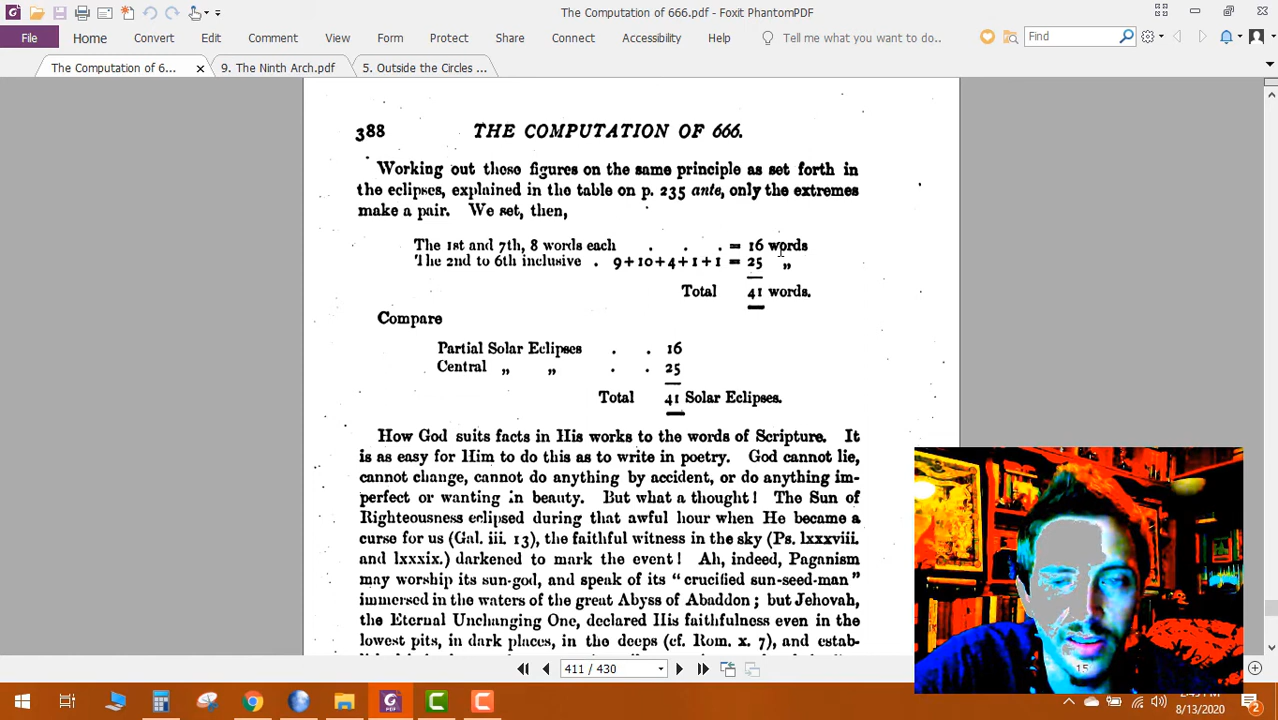 The Computation of 666.pdf - Foxit PhantomPDF
File Home Convert Edit Comment View Form Protect Share Connect Accessibility Help Tell me what you want to do.. Find
The Computation of 6... 9. The Ninth Arch.pdf 5. Outside the Circles ...
388 THE COMPUTATION OF 666.
Working out these figures on the same principle as set forth in
the eclipses, explained in the table on p. 235 ante, only the extremes
make a pair. We set, then,
The 1st and 7th, 8 words each . . . = 16 words
The 2nd to 6th inclusive . 9+10+4+1+1 = 25 „
Total 41 words.
Compare
Partial Solar Eclipses . . 16
Central „ „ . . 25
Total 41 Solar Eclipses.
How God suits facts in His works to the words of Scripture. It
is as easy for Him to do this as to write in poetry. God cannot lie,
cannot change, cannot do anything by accident, or do anything im-
perfect or wanting in beauty. But what a thought! The Sun of
Righteousness eclipsed during that awful hour when He became a
curse for us (Gal. iii. 13), the faithful witness in the sky (Ps. lxxxviii.
and lxxxix.) darkened to mark the event! Ah, indeed, Paganism
may worship its sun-god, and speak of its “crucified sun-seed-man”
immersed in the waters of the great Abyss of Abaddon; but Jehovah,
the Eternal Unchanging One, declared His faithfulness even in the
lowest pits, in dark places, in the deeps (cf. Rom. x. 7), and estab-
411 / 430
15
8/13/2020
2